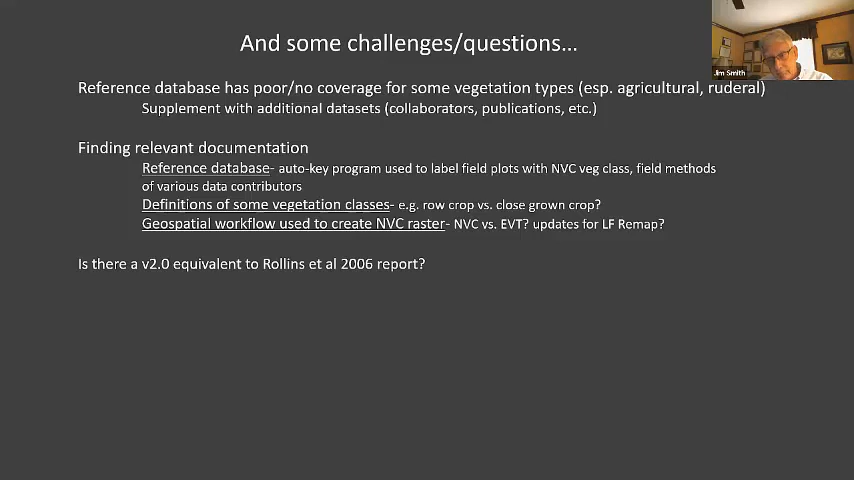 And some challenges/questions...
Jim Smith
Reference database has poor/no coverage for some vegetation types (esp. agricultural, ruderal)
Supplement with additional datasets (collaborators, publications, etc.)
Finding relevant documentation
Reference database- auto-key program used to label field plots with NVC veg class, field methods
of various data contributors
Definitions of some vegetation classes- e.g. row crop vs. close grown crop?
Geospatial workflow used to create NVC raster- NVC vs. EVT? updates for LF Remap?
Is there a v2.0 equivalent to Rollins et al 2006 report?